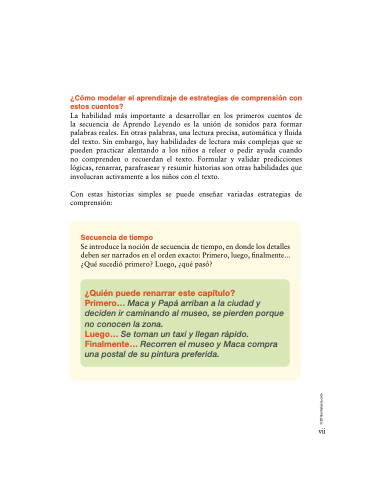 ¿Cómo modelar el aprendizaje de estrategias de comprensión con
estos cuentos?
La habilidad más importante a desarrollar en los primeros cuentos de
la secuencia de Aprendo Leyendo es la unión de sonidos para formar
palabras reales. En otras palabras, una lectura precisa, automática y fluida
del texto. Sin embargo, hay habilidades de lectura más complejas que se
pueden practicar alentando a los niños a releer o pedir ayuda cuando
no comprenden o recuerdan el texto. Formular y validar predicciones
lógicas, renarrar, parafrasear y resumir historias son otras habilidades que
involucran activamente a los niños con el texto.
Con estas historias simples se puede enseñar variadas estrategias de
comprensión:
Secuencia de tiempo
Se introduce la noción de secuencia de tiempo, en donde los detalles
deben ser narrados en el orden exacto: Primero, luego, finalmente...
¿Qué sucedió primero? Luego, ¿qué pasó?
¿Quién puede renarrar este capítulo?
Primero… Maca y Papá arriban a la ciudad y
deciden ir caminando al museo, se pierden porque
no conocen la zona.
Luego… Se toman un taxi y llegan rápido.
Finalmente… Recorren el museo y Maca compra
una postal de su pintura preferida.
vii